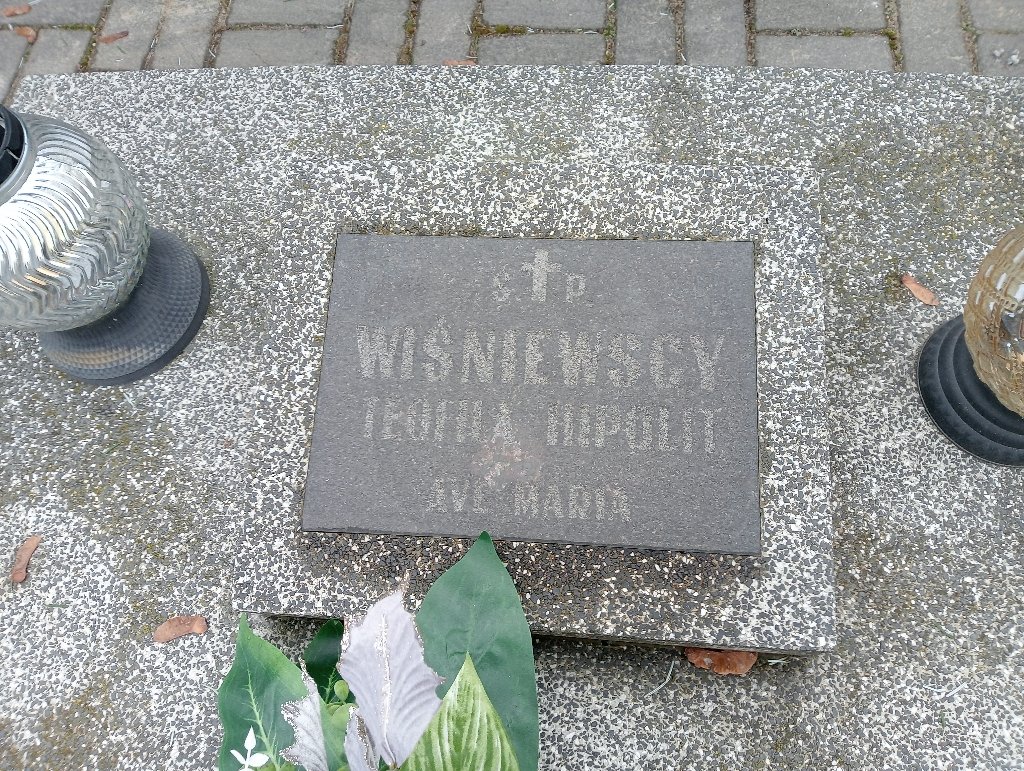 Ś. P
WIŚNIEWSCY
TEOFILA HIPOLIT
AVE MARIA